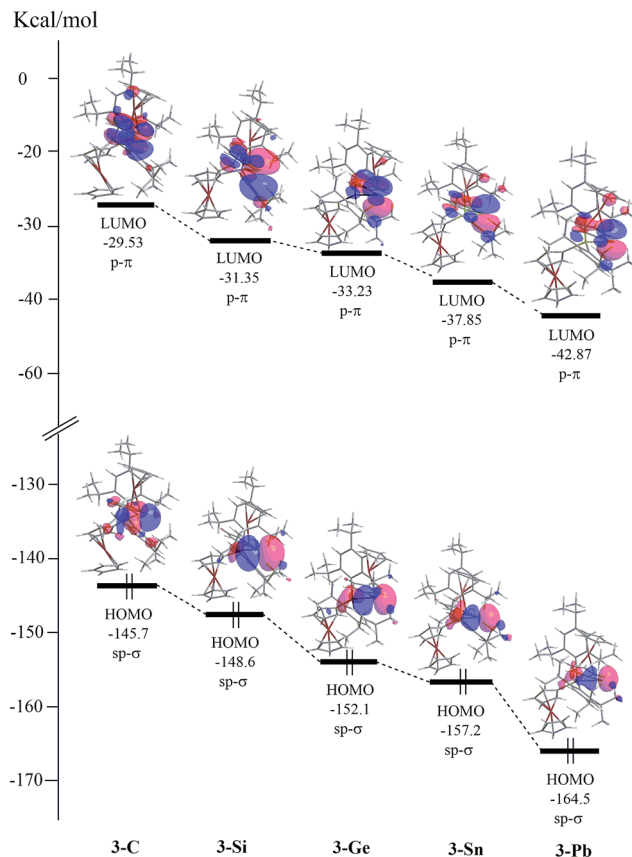 Kcal/mol
0
-20
-30
-40
-60
LUMO
-29.53
p-π
LUMO
-31.35
p-π
LUMO
-33.23
p-π
LUMO
-37.85
p-π
LUMO
-42.87
p-π
-130
-140
-150
-160
-170
HOMO
-145.7
sp-σ
HOMO
-148.6
sp-σ
HOMO
-152.1
sp-σ
HOMO
-157.2
sp-σ
HOMO
-164.5
sp-σ
3-C 3-Si 3-Ge 3-Sn 3-Pb